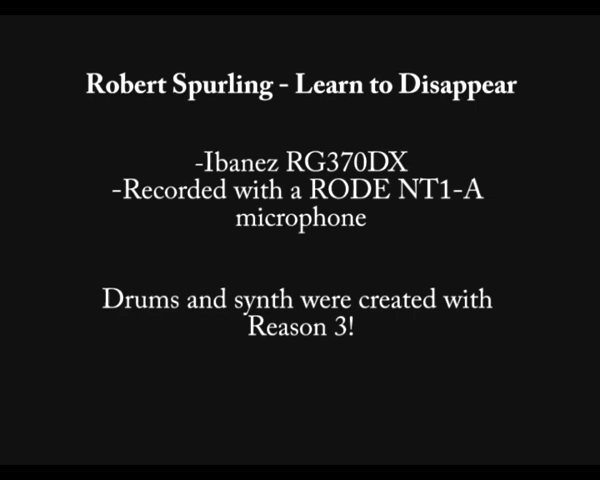 Robert Spurling - Learn to Disappear
-Ibanez RG370DX
-Recorded with a RODE NT1-A
microphone
Drums and synth were created with
Reason 3!